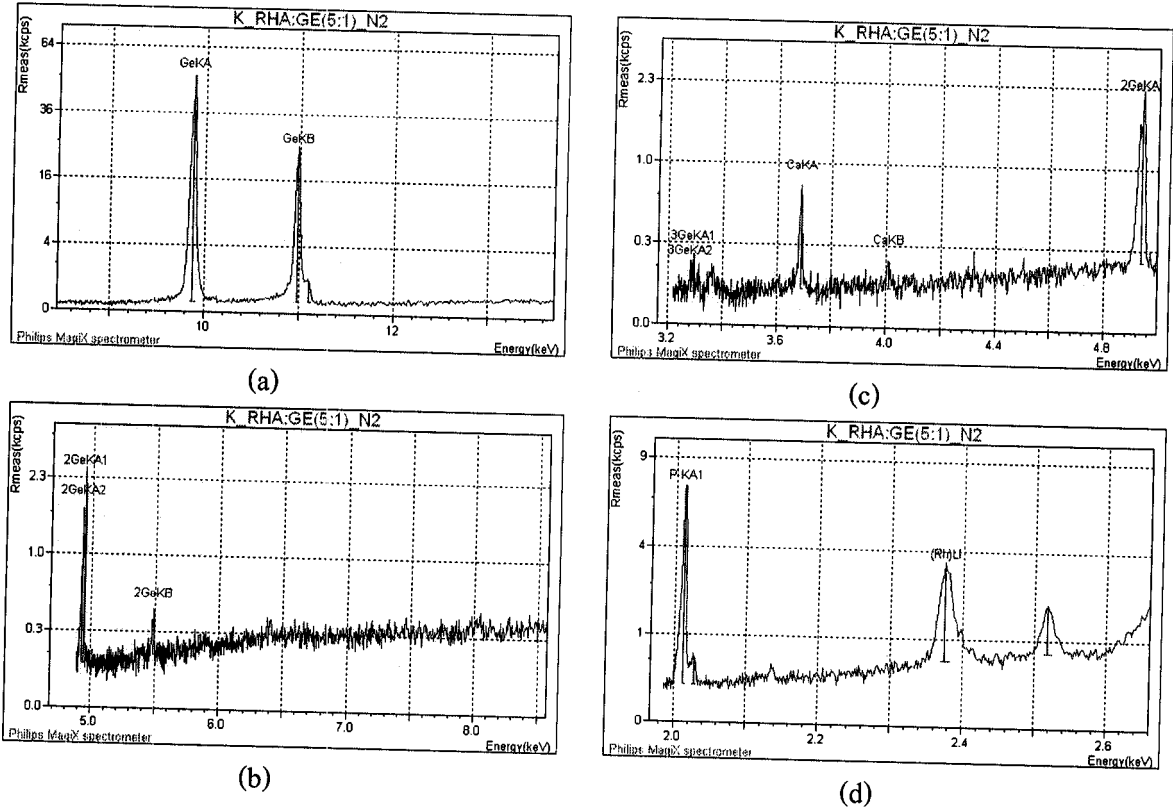 K_RHA:GE(5:1)_N2
Rmeas(kcps)
64
36
16
4
0
GeKA
GeKB
10
12
Energy(keV)
Philips MagiX spectrometer
(a)
K_RHA:GE(5:1)_N2
Rmeas(kcps)
2.3
1.0
0.3
0.0
2GeKA
CaKA
3GeKA1
3GeKA2
CaKB
3.2
3.6
4.0
4.4
4.8
Energy(keV)
Philips MagiX spectrometer
(c)
K_RHA:GE(5:1)_N2
Rmeas(kcps)
2.3
1.0
0.3
0.0
2GeKA1
2GeKA2
2GeKB
5.0
6.0
7.0
8.0
Energy(keV)
Philips MagiX spectrometer
(b)
K_RHA:GE(5:1)_N2
Rmeas(kcps)
9
4
1
0
P KA1
(Rh)Ll
2.0
2.2
2.4
2.6
Energy(keV)
Philips MagiX spectrometer
(d)